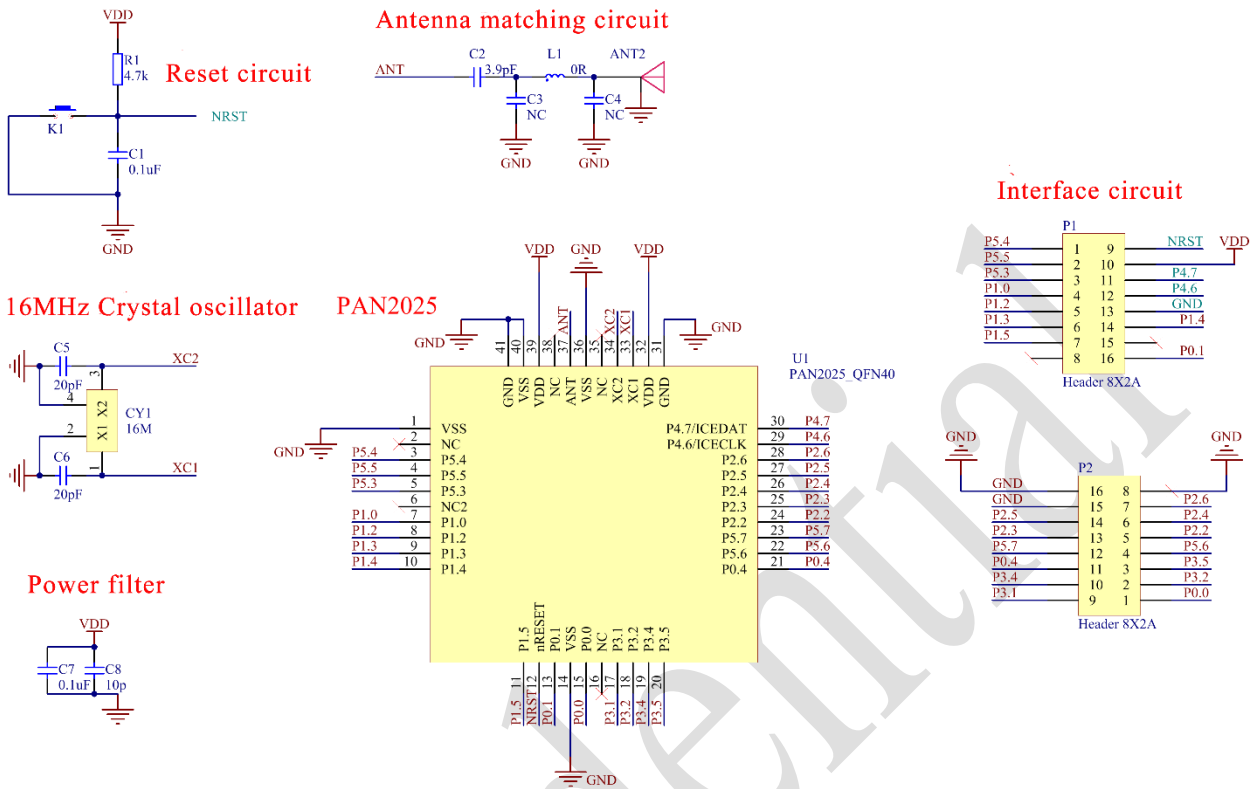 Antenna matching circuit
VDD
R1
4.7k
Reset circuit
K1
NRST
C1
0.1uF
GND
ANT
C2
3.9pF
L1
0R
ANT2
C3
NC
C4
NC
GND
GND
Interface circuit
P1
P5.4 1 9 NRST
P5.5 2 10 VDD
P5.3 3 11 P4.7
P1.0 4 12 P4.6
P1.2 5 13 GND
P1.3 6 14 P1.4
P1.5 7 15
8 16 P0.1
Header 8X2A
16MHz Crystal oscillator
C5
20pF
XC2
3
4
X2
CY1
16M
2
X1
1
C6
20pF
XC1
PAN2025
VDD
GND
VDD
ANT
XC2
XC1
GND
GND
41 40 39 38 37 36 35 34 33 32 31
GND VSS VDD NC ANT VSS NC XC2 XC1 VDD GND
U1
PAN2025_QFN40
GND 1 VSS
2 NC
P5.4 3 P5.4
P5.5 4 P5.5
P5.3 5 P5.3
6 NC2
P1.0 7 P1.0
P1.2 8 P1.2
P1.3 9 P1.3
P1.4 10 P1.4
P4.7/ICEDAT 30 P4.7
P4.6/ICECLK 29 P4.6
P2.6 28 P2.6
P2.5 27 P2.5
P2.4 26 P2.4
P2.3 25 P2.3
P2.2 24 P2.2
P5.7 23 P5.7
P5.6 22 P5.6
P0.4 21 P0.4
P1.5 nRESET P0.1 VSS P0.0 NC P3.1 P3.2 P3.4 P3.5
11 12 13 14 15 16 17 18 19 20
P1.5 NRST P0.1 P0.0 P3.1 P3.2 P3.4 P3.5
GND
GND
GND
P2
GND 16 8
GND 15 7 P2.6
P2.5 14 6 P2.4
P2.3 13 5 P2.2
P5.7 12 4 P5.6
P0.4 11 3 P3.5
P3.4 10 2 P3.2
P3.1 9 1 P0.0
Header 8X2A
Power filter
VDD
C7
0.1uF
C8
10p